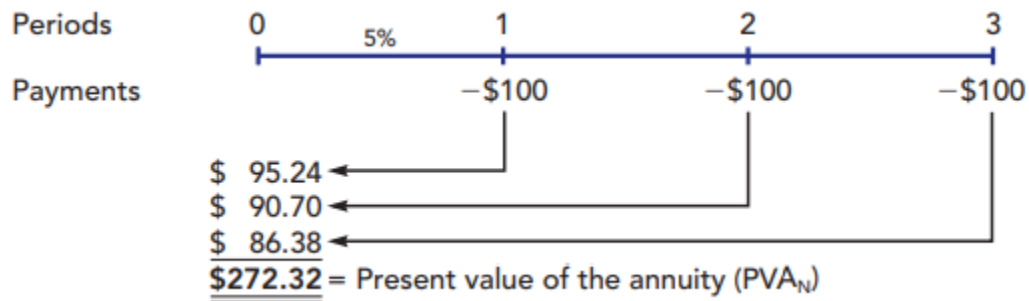 Periods 0 5% 1 2 3
Payments −$100 −$100 −$100
$ 95.24
$ 90.70
$ 86.38
$272.32 = Present value of the annuity (PVAN)